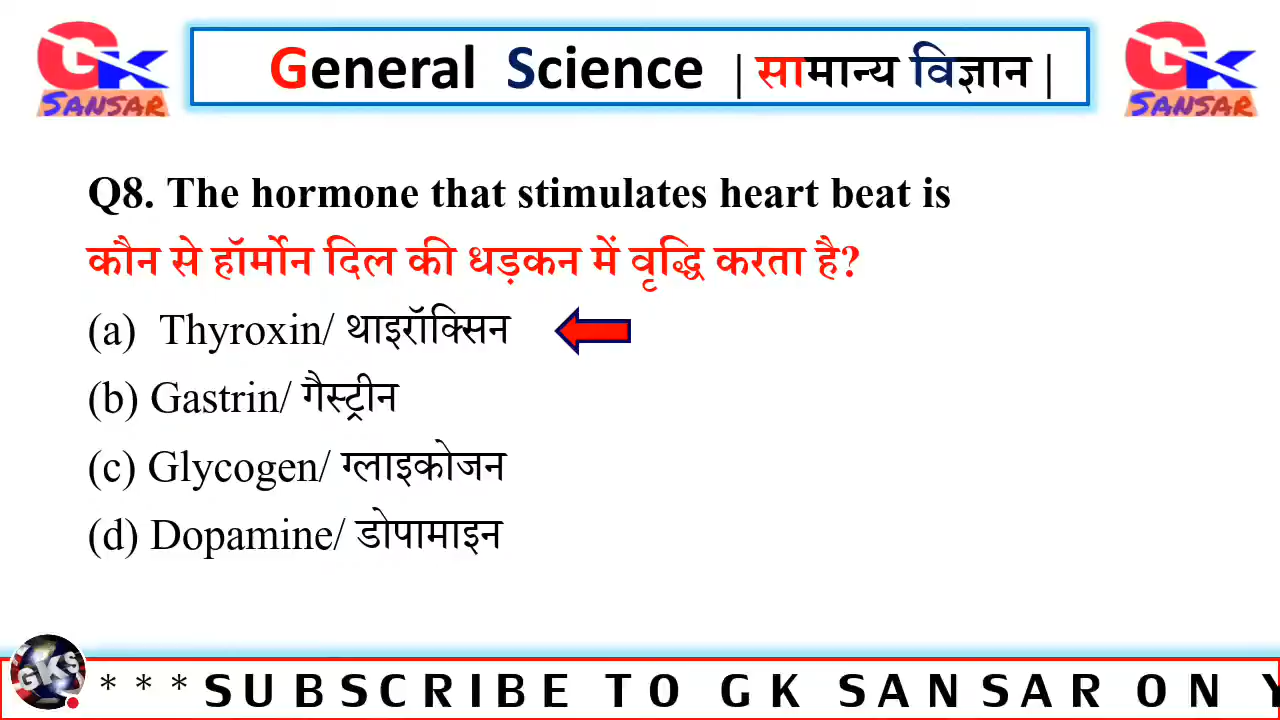 GK SANSAR
General Science | सामान्य विज्ञान |
GK SANSAR
Q8. The hormone that stimulates heart beat is
कौन से हॉर्मोन दिल की धड़कन में वृद्धि करता है?
(a) Thyroxin/ थाइरॉक्सिन
(b) Gastrin/ गैस्ट्रीन
(c) Glycogen/ ग्लाइकोजन
(d) Dopamine/ डोपामाइन
GKS
* * * SUBSCRIBE TO GK SANSAR ON Y